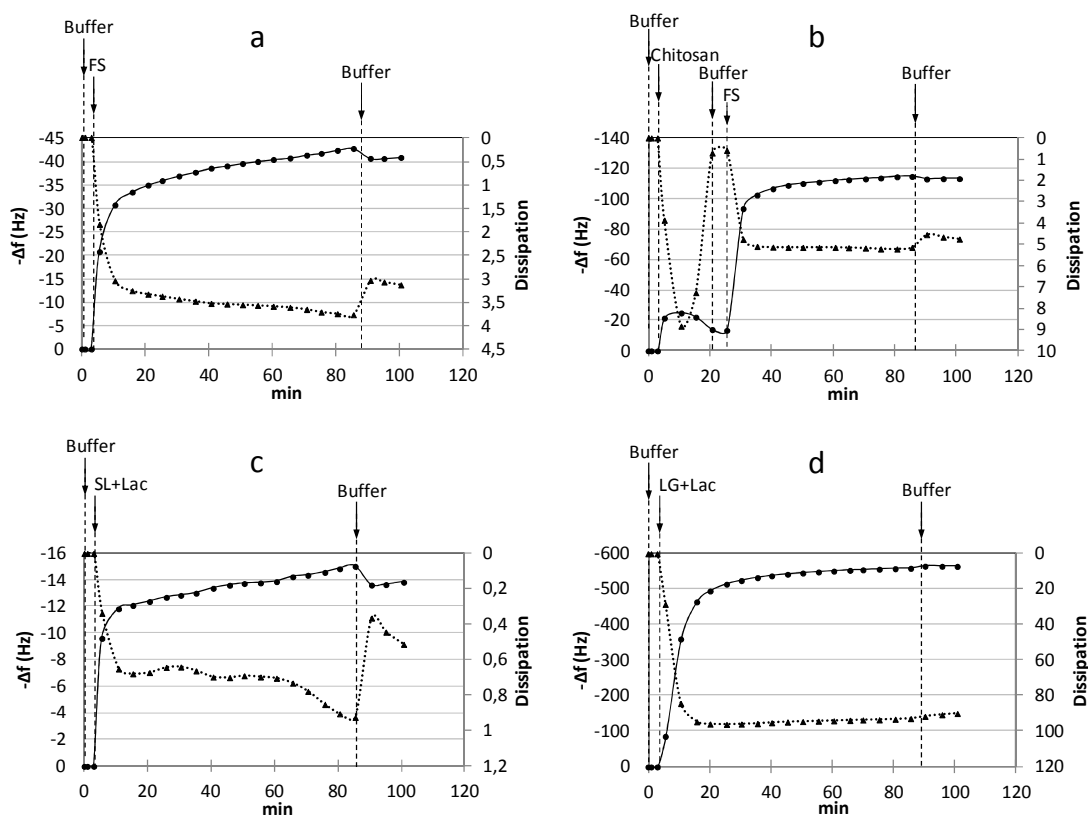 Buffer
FS
a
Buffer
-45
-40
-35
-30
-25
-20
-15
-10
-5
0
-Δf (Hz)
0
0,5
1
1,5
2
2,5
3
3,5
4
4,5
Dissipation
0 20 40 60 80 100 120
min
Buffer
Chitosan
b
Buffer
FS
Buffer
-140
-120
-100
-80
-60
-40
-20
0
-Δf (Hz)
0
1
2
3
4
5
6
7
8
9
10
Dissipation
0 20 40 60 80 100 120
min
Buffer
SL+Lac
c
Buffer
-16
-14
-12
-10
-8
-6
-4
-2
0
-Δf (Hz)
0
0,2
0,4
0,6
0,8
1
1,2
Dissipation
0 20 40 60 80 100 120
min
Buffer
LG+Lac
d
Buffer
-600
-500
-400
-300
-200
-100
0
-Δf (Hz)
0
20
40
60
80
100
120
Dissipation
0 20 40 60 80 100 120
min